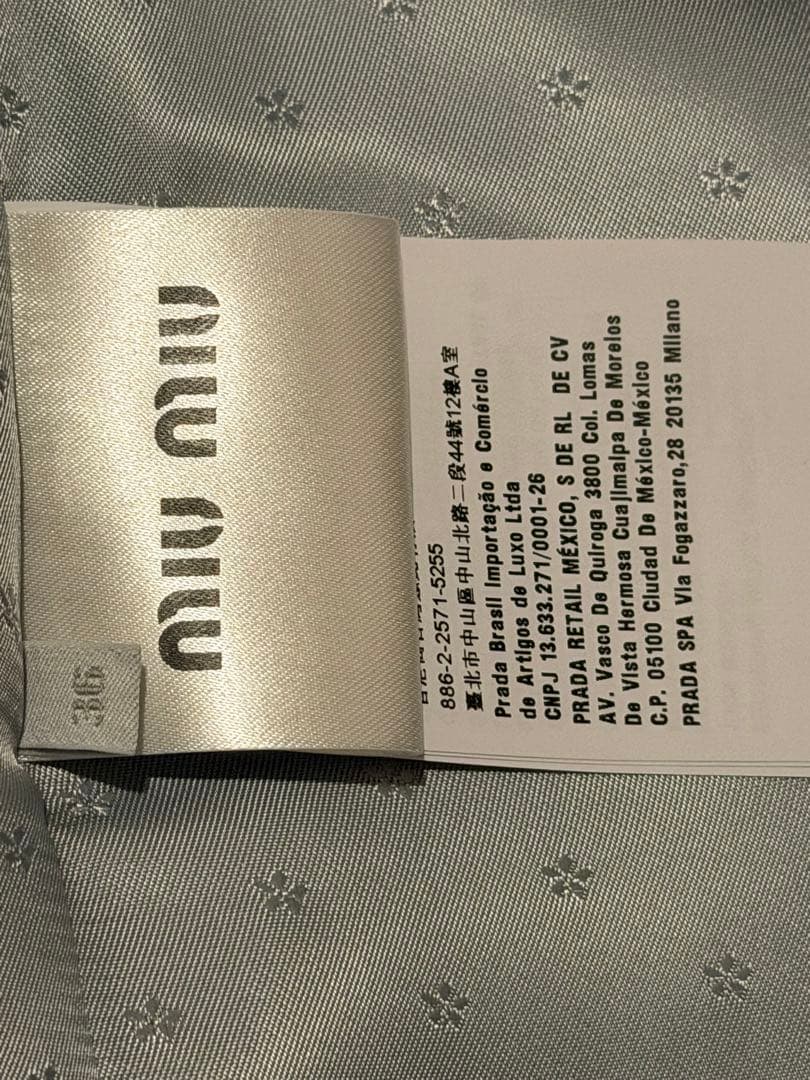 36
MIU MIU
886-2-2571-5255
臺北市中山區中山北路二段44號12樓A室
Prada Brasil Importação e Comércio
de Artigos de Luxo Ltda
CNPJ 13.633.271/0001-26
PRADA RETAIL MÉXICO, S DE RL DE CV
AV. Vasco De Quiroga 3800 Col. Lomas
De Vista Hermosa Cuajimalpa De Morelos
C.P. 05100 Ciudad De México-México
PRADA SPA Via Fogazzaro,28 20135 Milano